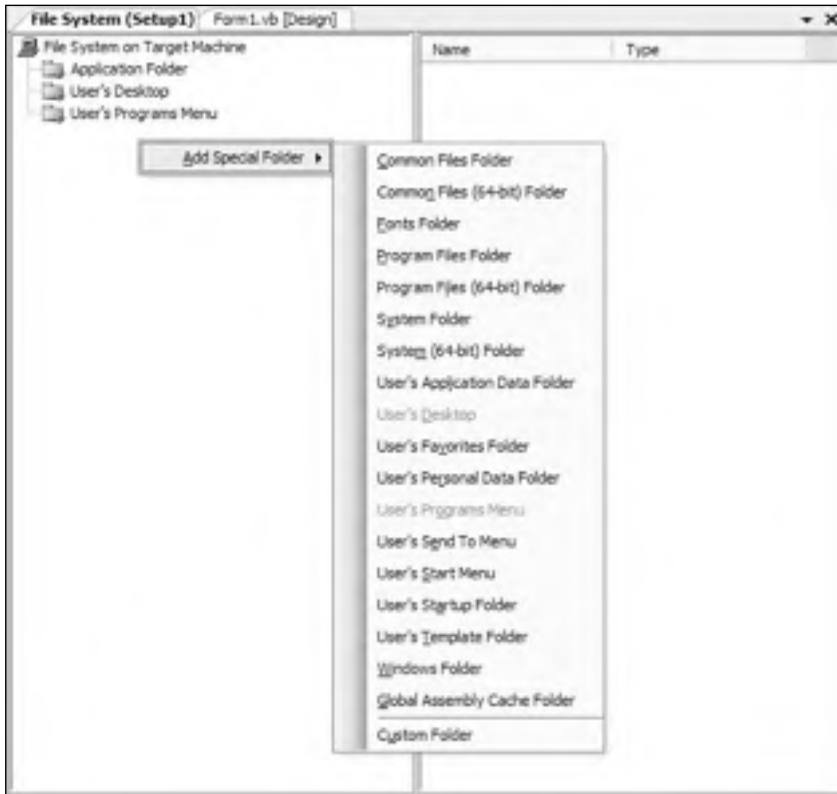 File System (Setup1) Form1.vb [Design]
File System on Target Machine
Application Folder
User's Desktop
User's Programs Menu
Name Type
Add Special Folder
Common Files Folder
Common Files (64-bit) Folder
Fonts Folder
Program Files Folder
Program Files (64-bit) Folder
System Folder
System (64-bit) Folder
User's Application Data Folder
User's Desktop
User's Favorites Folder
User's Personal Data Folder
User's Programs Menu
User's Send To Menu
User's Start Menu
User's Startup Folder
User's Template Folder
Windows Folder
Global Assembly Cache Folder
Custom Folder